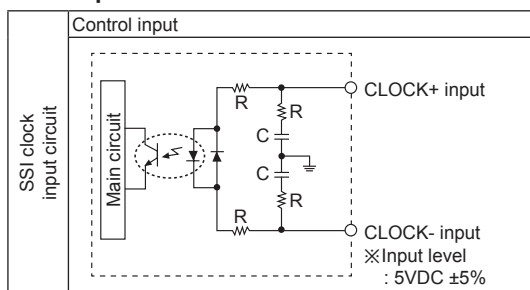 Control input
SSI clock
input circuit
Main circuit
R
CLOCK+ input
R
C
C
R
R
CLOCK- input
※Input level
: 5VDC ±5%